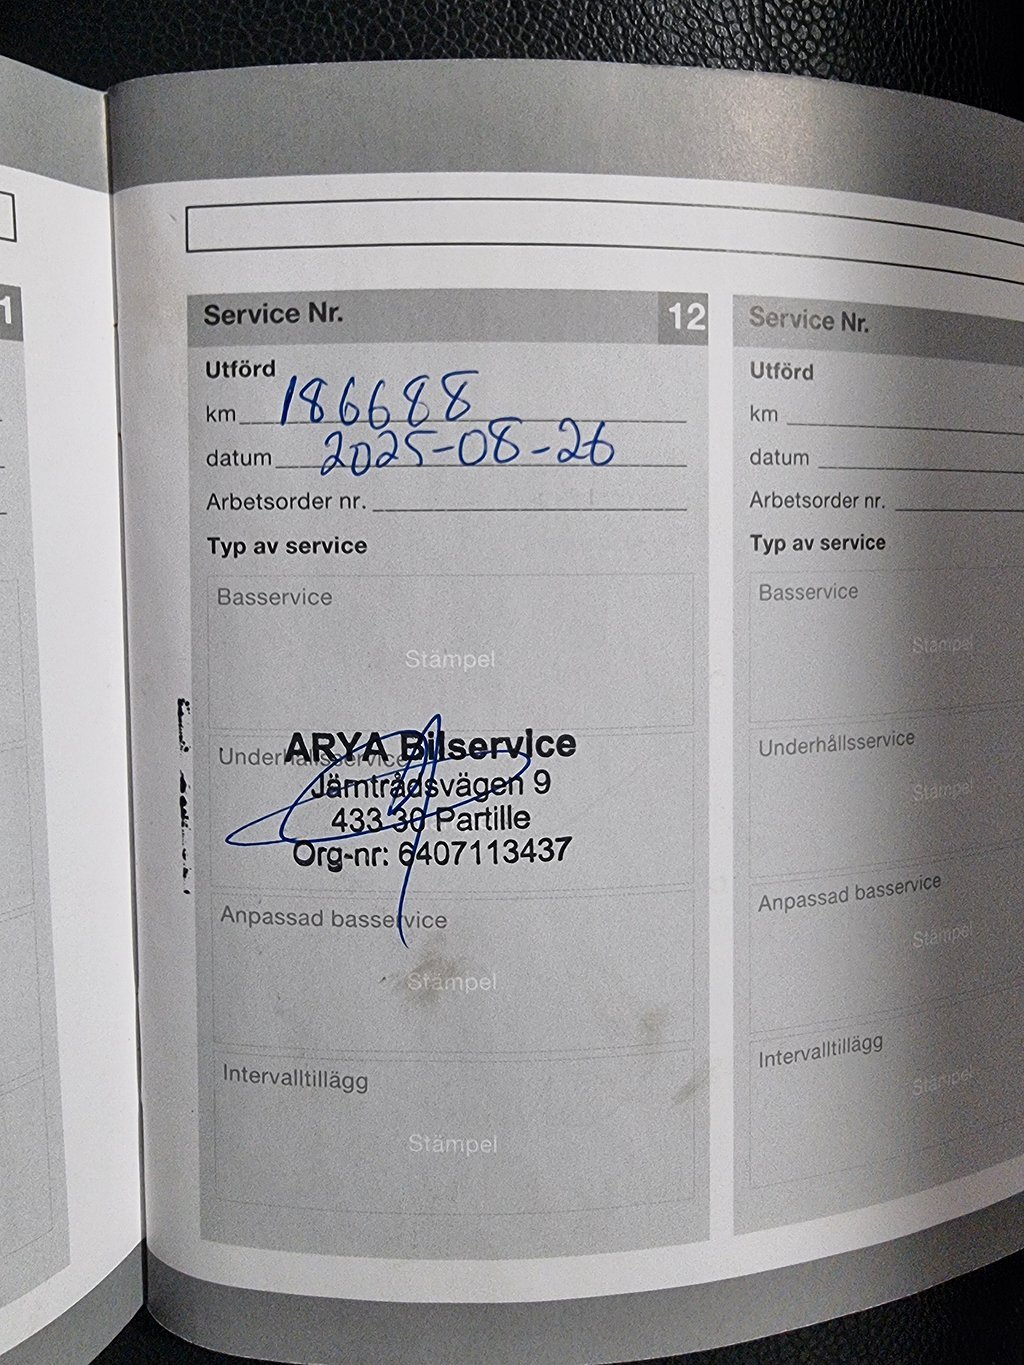 1
Service Nr. 12
Utförd
km 186688
datum 2025-08-26
Arbetsorder nr.
Typ av service
Basservice
Stämpel
Underhållsservice
ARYA Bilservice
Järntrådsvägen 9
433 30 Partille
Org-nr: 6407113437
Anpassad basservice
Stämpel
Intervalltillägg
Stämpel
Service Nr.
Utförd
km
datum
Arbetsorder nr.
Typ av service
Basservice
Stämpel
Underhållsservice
Stämpel
Anpassad basservice
Stämpel
Intervalltillägg
Stämpel